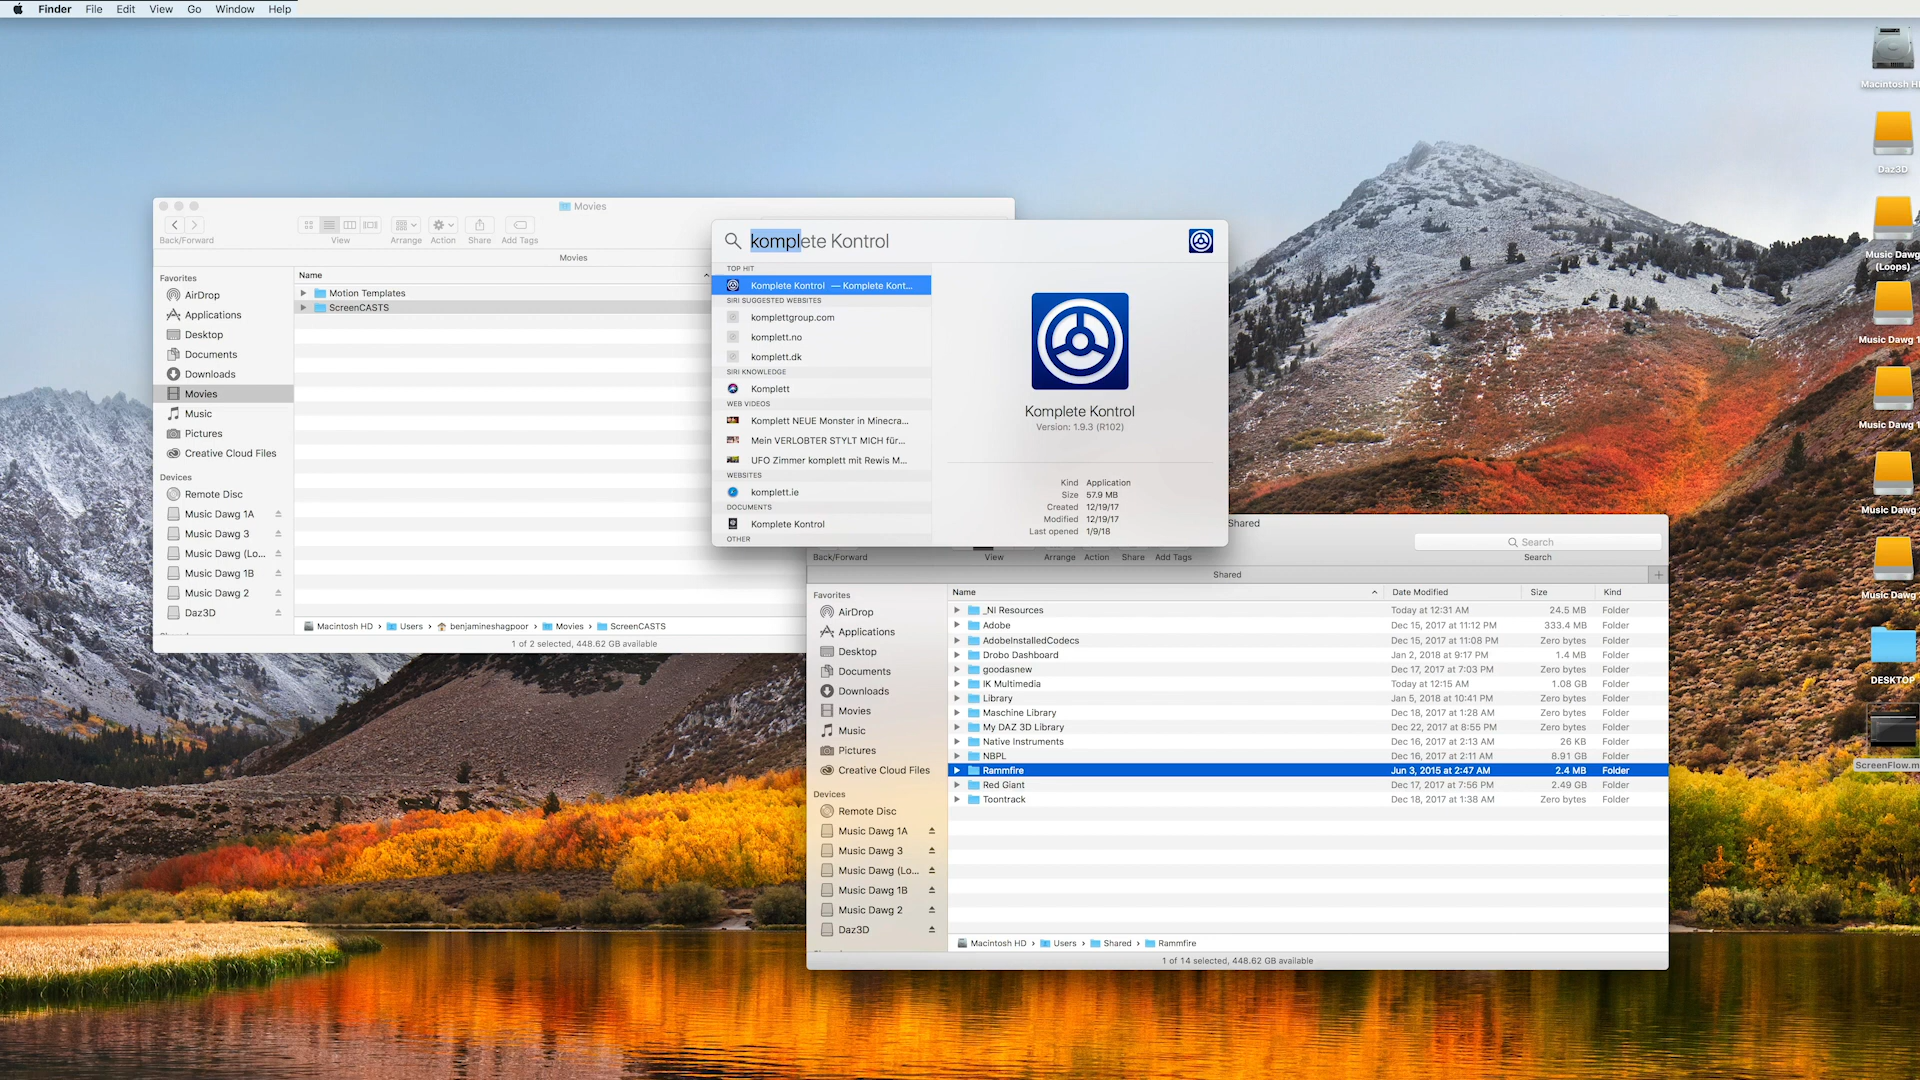 Finder File Edit View Go Window Help
Macintosh H
Daz3D
Music Dawg
(Loops)
Music Dawg 1
Music Dawg 1
Music Dawg
Music Dawg
DESKTOP
ScreenFlow.m
Movies
Back/Forward View Arrange Action Share Add Tags
Movies
Favorites
AirDrop
Applications
Desktop
Documents
Downloads
Movies
Music
Pictures
Creative Cloud Files
Devices
Remote Disc
Music Dawg 1A
Music Dawg 3
Music Dawg (Lo...
Music Dawg 1B
Music Dawg 2
Daz3D
Name
Motion Templates
ScreenCASTS
Macintosh HD › Users › benjamineshagpoor › Movies › ScreenCASTS
1 of 2 selected, 448.62 GB available
komplete Kontrol
TOP HIT
Komplete Kontrol — Komplete Kont...
SIRI SUGGESTED WEBSITES
komplettgroup.com
komplett.no
komplett.dk
SIRI KNOWLEDGE
Komplett
WEB VIDEOS
Komplett NEUE Monster in Minecra...
Mein VERLOBTER STYLT MICH für...
UFO Zimmer komplett mit Rewis M...
WEBSITES
komplett.ie
DOCUMENTS
Komplete Kontrol
OTHER
Komplete Kontrol
Version: 1.9.3 (R102)
Kind Application
Size 57.9 MB
Created 12/19/17
Modified 12/19/17
Last opened 1/9/18
Shared
Search
Back/Forward View Arrange Action Share Add Tags Search
Shared
Favorites
AirDrop
Applications
Desktop
Documents
Downloads
Movies
Music
Pictures
Creative Cloud Files
Devices
Remote Disc
Music Dawg 1A
Music Dawg 3
Music Dawg (Lo...
Music Dawg 1B
Music Dawg 2
Daz3D
Name Date Modified Size Kind
_NI Resources Today at 12:31 AM 24.5 MB Folder
Adobe Dec 15, 2017 at 11:12 PM 333.4 MB Folder
AdobeInstalledCodecs Dec 15, 2017 at 11:08 PM Zero bytes Folder
Drobo Dashboard Jan 2, 2018 at 9:17 PM 1.4 MB Folder
goodasnew Dec 17, 2017 at 7:03 PM Zero bytes Folder
IK Multimedia Today at 12:15 AM 1.08 GB Folder
Library Jan 5, 2018 at 10:41 PM Zero bytes Folder
Maschine Library Dec 18, 2017 at 1:28 AM Zero bytes Folder
My DAZ 3D Library Dec 22, 2017 at 8:55 PM Zero bytes Folder
Native Instruments Dec 16, 2017 at 2:13 AM 26 KB Folder
NBPL Dec 16, 2017 at 2:11 AM 8.91 GB Folder
Rammfire Jun 3, 2015 at 2:47 AM 2.4 MB Folder
Red Giant Dec 17, 2017 at 7:56 PM 2.49 GB Folder
Toontrack Dec 18, 2017 at 1:38 AM Zero bytes Folder
Macintosh HD › Users › Shared › Rammfire
1 of 14 selected, 448.62 GB available